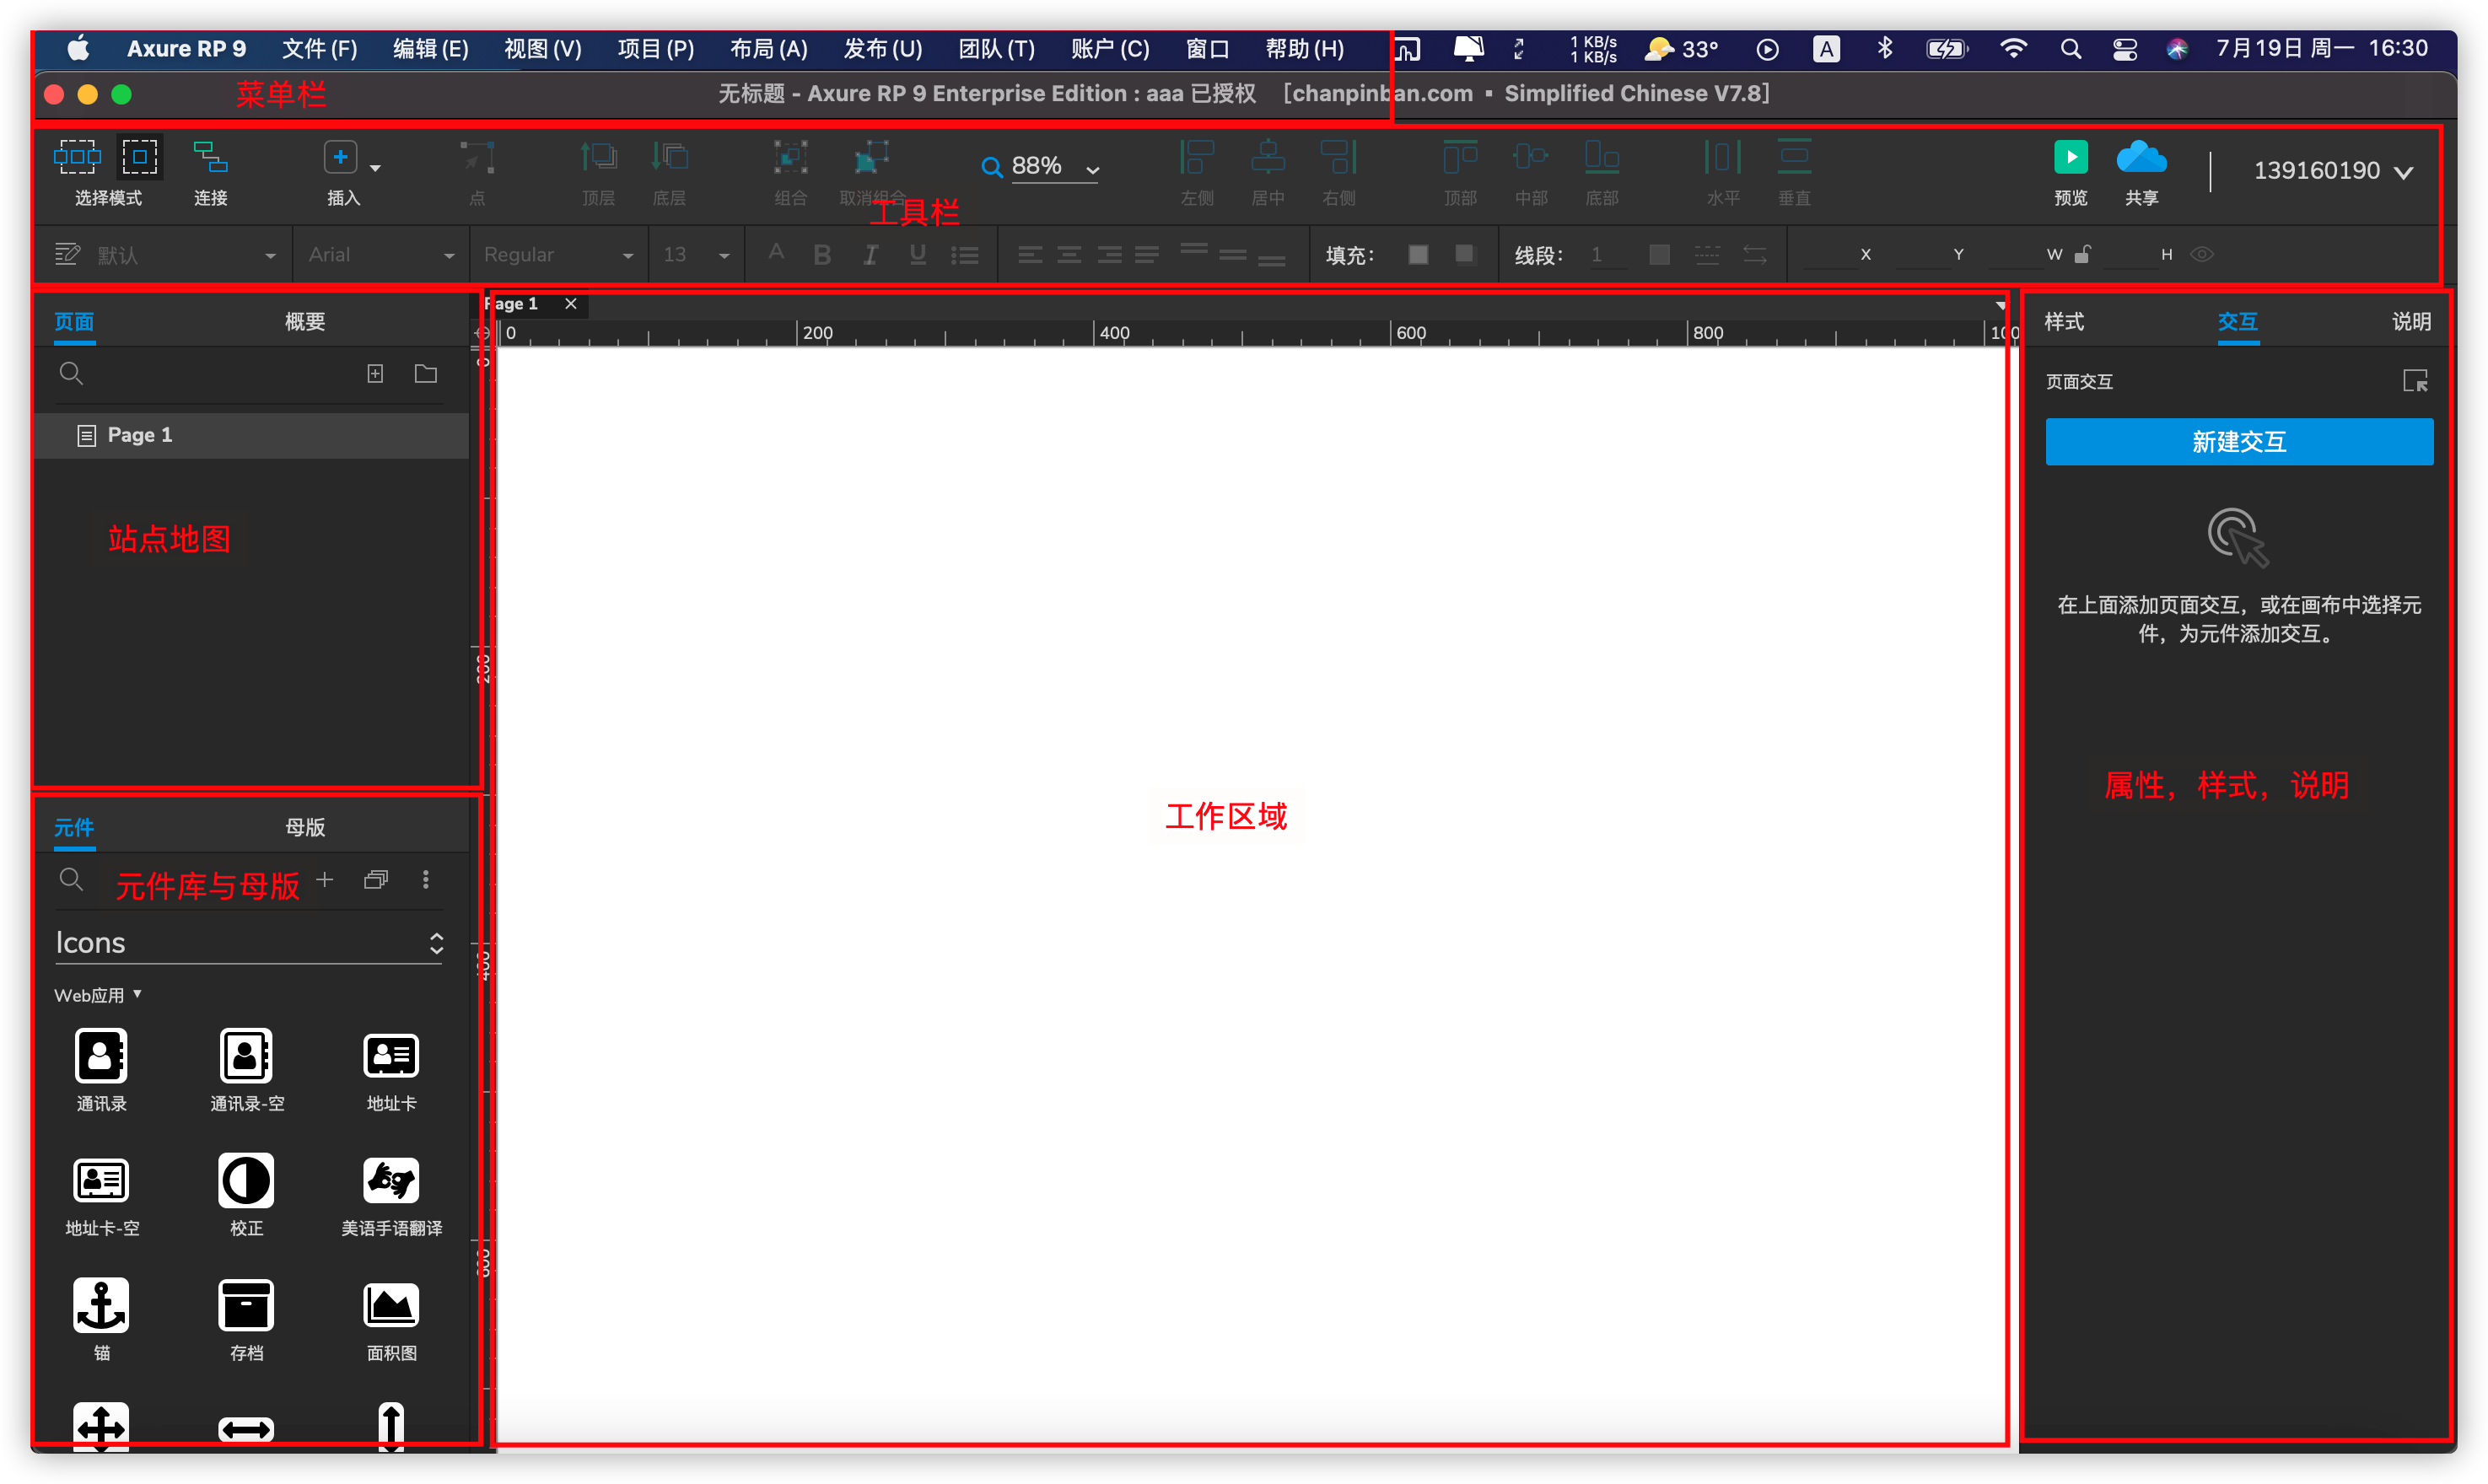 Axure RP 9 文件(F) 编辑(E) 视图(V) 项目(P) 布局(A) 发布(U) 团队(T) 账户(C) 窗口 帮助(H) 1 KB/s 1 KB/s 33° A 7月19日 周一 16:30
菜单栏
无标题 - Axure RP 9 Enterprise Edition : aaa 已授权 [chanpinban.com ▪ Simplified Chinese V7.8]
88%
139160190
选择模式 连接 插入 点 顶层 底层 组合 取消组合 左侧 居中 右侧 顶部 中部 底部 水平 垂直 预览 共享
工具栏
默认 Arial Regular 13 A B I U 填充: 线段: 1 X Y W H
页面 概要
Page 1
0 200 400 600 800 100
样式 交互 说明
页面交互
Page 1
新建交互
站点地图
在上面添加页面交互，或在画布中选择元
件，为元件添加交互。
0
200
400
600
工作区域
属性，样式，说明
元件 母版
元件库与母版
Icons
Web应用
通讯录 通讯录-空 地址卡
地址卡-空 校正 美语手语翻译
锚 存档 面积图